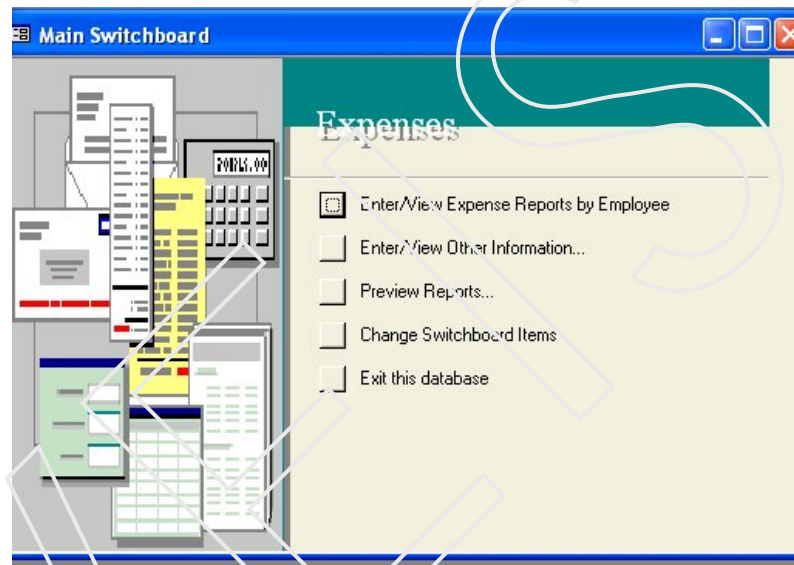 Main Switchboard
Expenses
Enter/View Expense Reports by Employee
Enter/View Other Information...
Preview Reports...
Change Switchboard Items
Exit this database